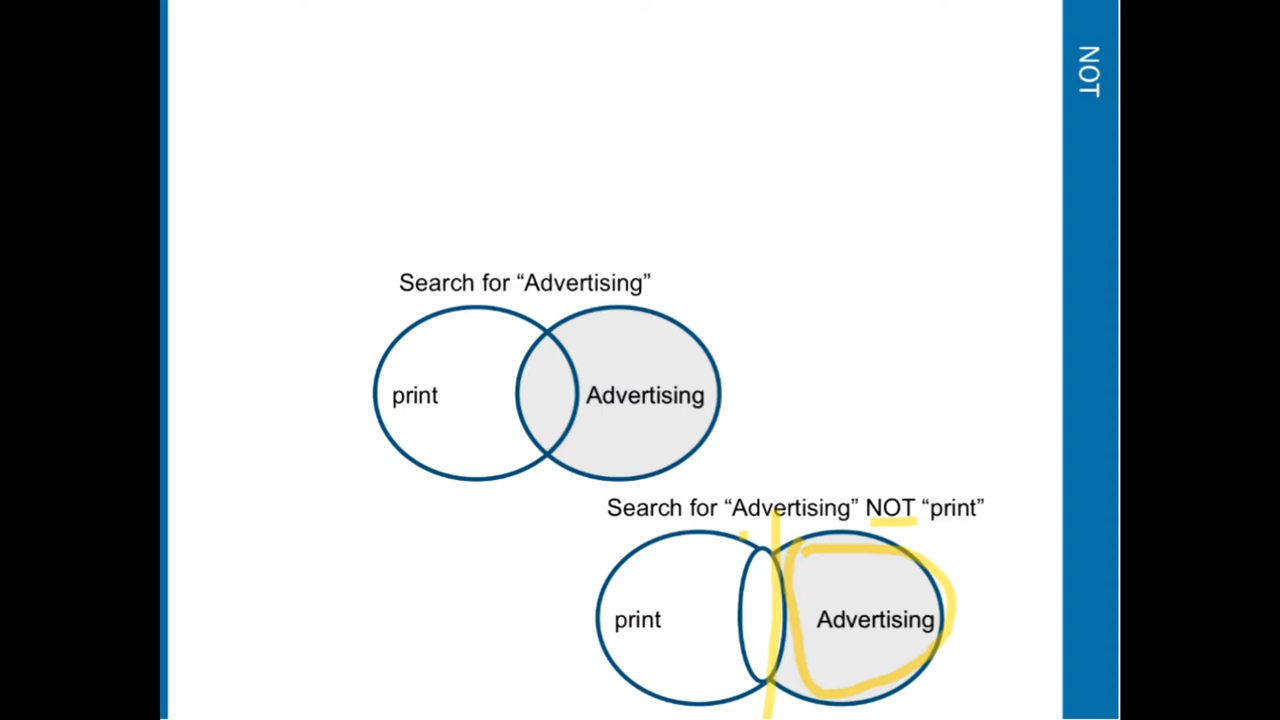 NOT
Search for “Advertising”
print
Advertising
Search for “Advertising” NOT “print”
print
Advertising